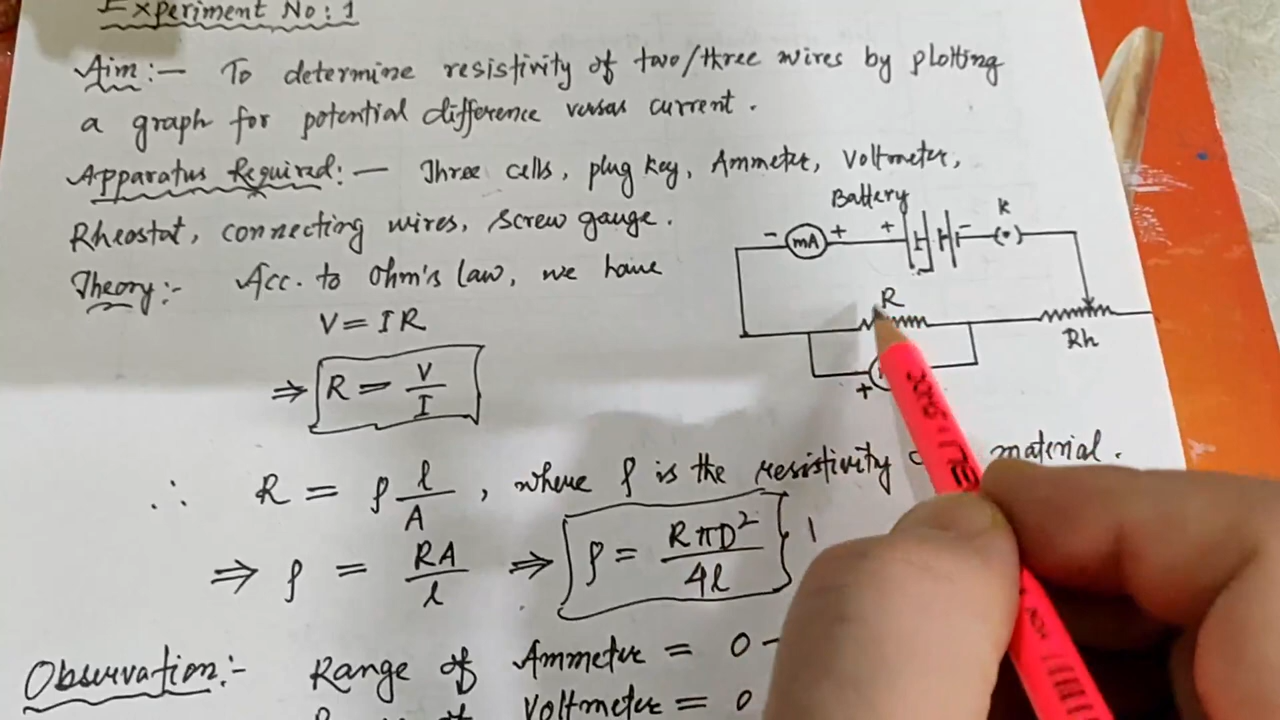 Experiment No: 1
Aim:- To determine resistivity of two/three wires by plotting
a graph for potential difference versus current.
Apparatus Required:- Three cells, plug key, Ammeter, Voltmeter,
Rheostat, connecting wires, screw gauge.
Battery
K
- mA + + -
R
Rh
+
Theory:- Acc. to Ohm's law, we have
V = IR
⇒ R = V/I
∴ R = ρ l/A, where ρ is the resistivity material.
⇒ ρ = RA/l ⇒ ρ = RπD²/4l
Observation:- Range of Ammeter = 0-
Voltmeter = 0